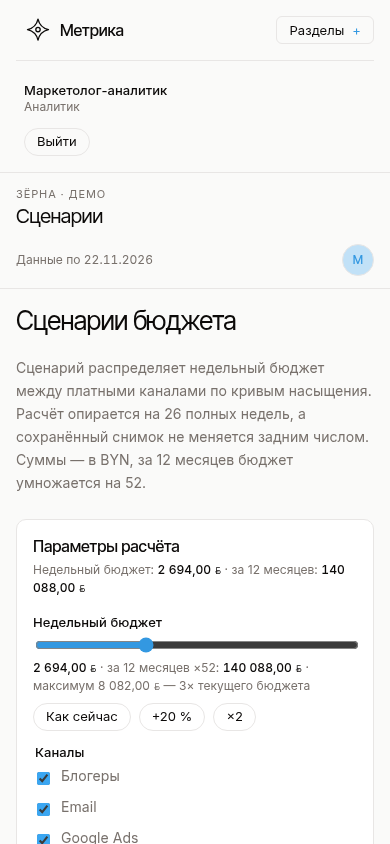 Метрика
Разделы +
Маркетолог-аналитик
Аналитик
Выйти
ЗЁРНА · ДЕМО
Сценарии
Данные по 22.11.2026
М
Сценарии бюджета
Сценарий распределяет недельный бюджет
между платными каналами по кривым насыщения.
Расчёт опирается на 26 полных недель, а
сохранённый снимок не меняется задним числом.
Суммы — в BYN, за 12 месяцев бюджет
умножается на 52.
Параметры расчёта
Недельный бюджет: 2 694,00 ƃ · за 12 месяцев: 140
088,00 ƃ
Недельный бюджет
2 694,00 ƃ · за 12 месяцев ×52: 140 088,00 ƃ ·
максимум 8 082,00 ƃ — 3× текущего бюджета
Как сейчас
+20 %
×2
Каналы
Блогеры
Email
Google Ads